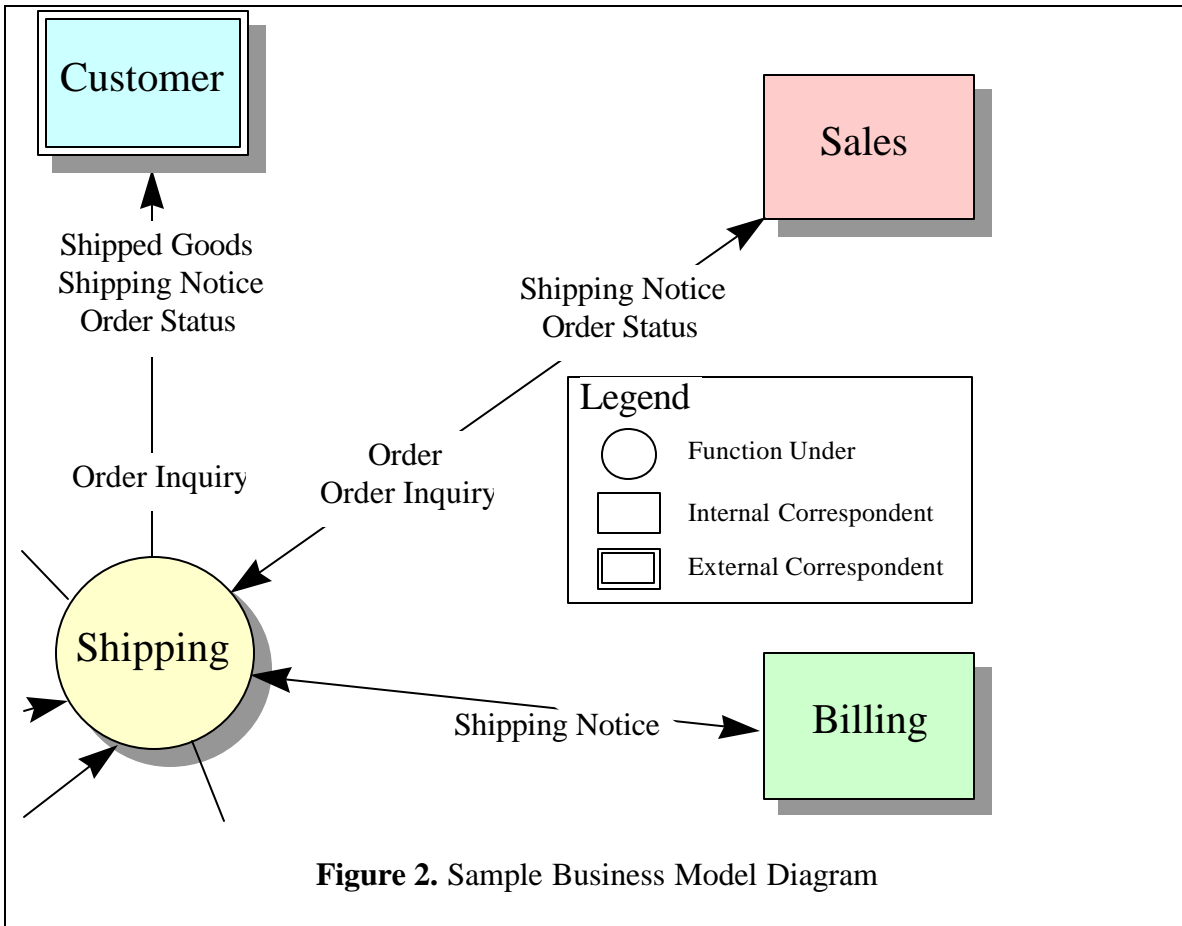 Customer
Sales
Shipped Goods
Shipping Notice
Order Status
Shipping Notice
Order Status
Order Inquiry
Order
Order Inquiry
Legend
Function Under
Internal Correspondent
External Correspondent
Shipping
Shipping Notice
Billing
Figure 2. Sample Business Model Diagram